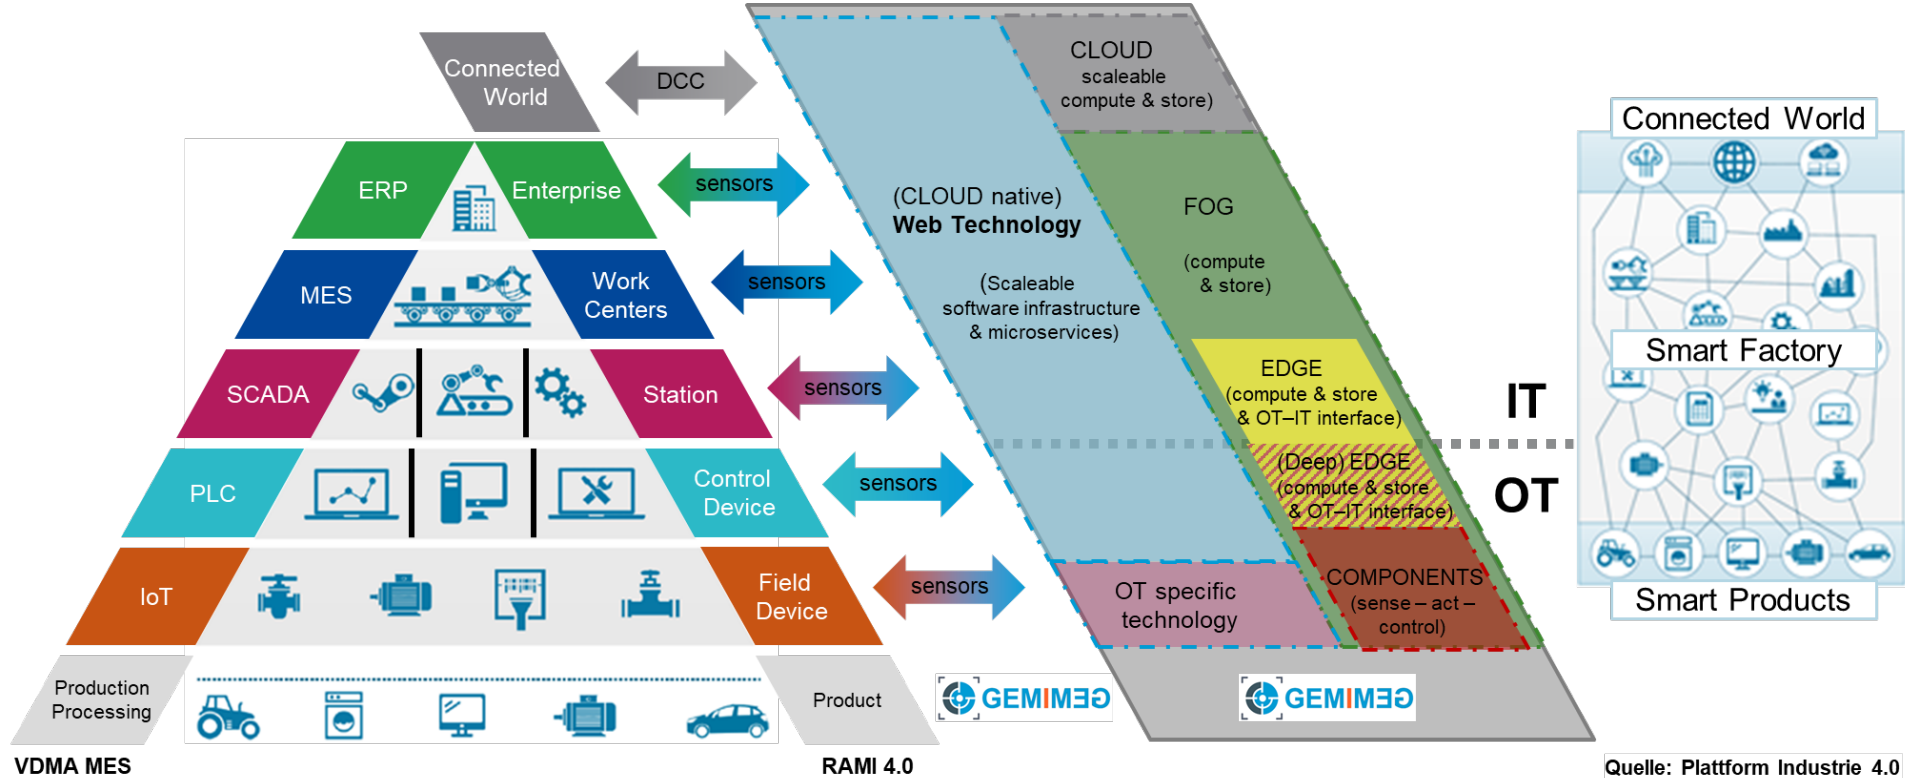 Connected
World
DCC
ERP
Enterprise
sensors
MES
Work
Centers
sensors
SCADA
Station
sensors
PLC
Control
Device
sensors
IoT
Field
Device
sensors
Production
Processing
Product
VDMA MES
RAMI 4.0
CLOUD
scaleable
compute & store)
(CLOUD native)
Web Technology
(Scaleable
software infrastructure
& microservices)
FOG
(compute
& store)
EDGE
(compute & store
& OT–IT interface)
(Deep) EDGE
(compute & store
& OT–IT interface)
OT specific
technology
COMPONENTS
(sense – act –
control)
GEMIMEG
GEMIMEG
IT
OT
Connected World
Smart Factory
Smart Products
Quelle: Plattform Industrie 4.0